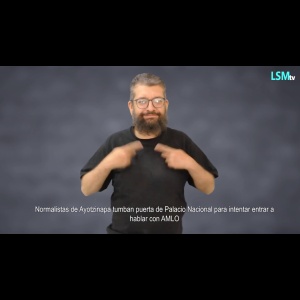 LSMtv
Normalistas de Ayotzinapa tumban puerta de Palacio Nacional para intentar entrar a
hablar con AMLO